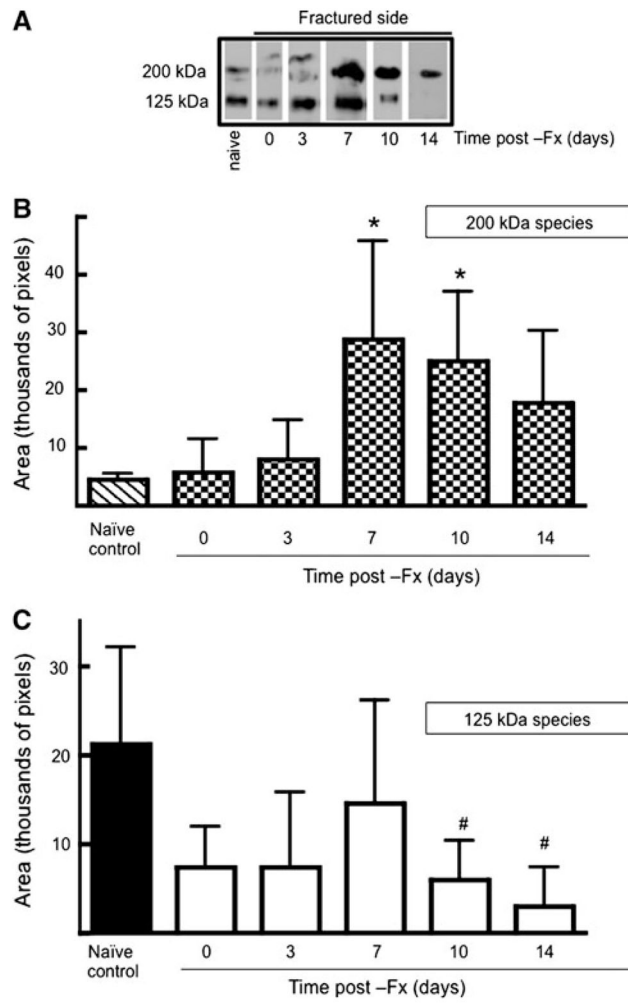 A
Fractured side
200 kDa
125 kDa
naive 0 3 7 10 14 Time post –Fx (days)
B
200 kDa species
* *
Area (thousands of pixels)
40
30
20
10
Naïve control 0 3 7 10 14
Time post –Fx (days)
C
125 kDa species
# #
Area (thousands of pixels)
30
20
10
Naïve control 0 3 7 10 14
Time post –Fx (days)